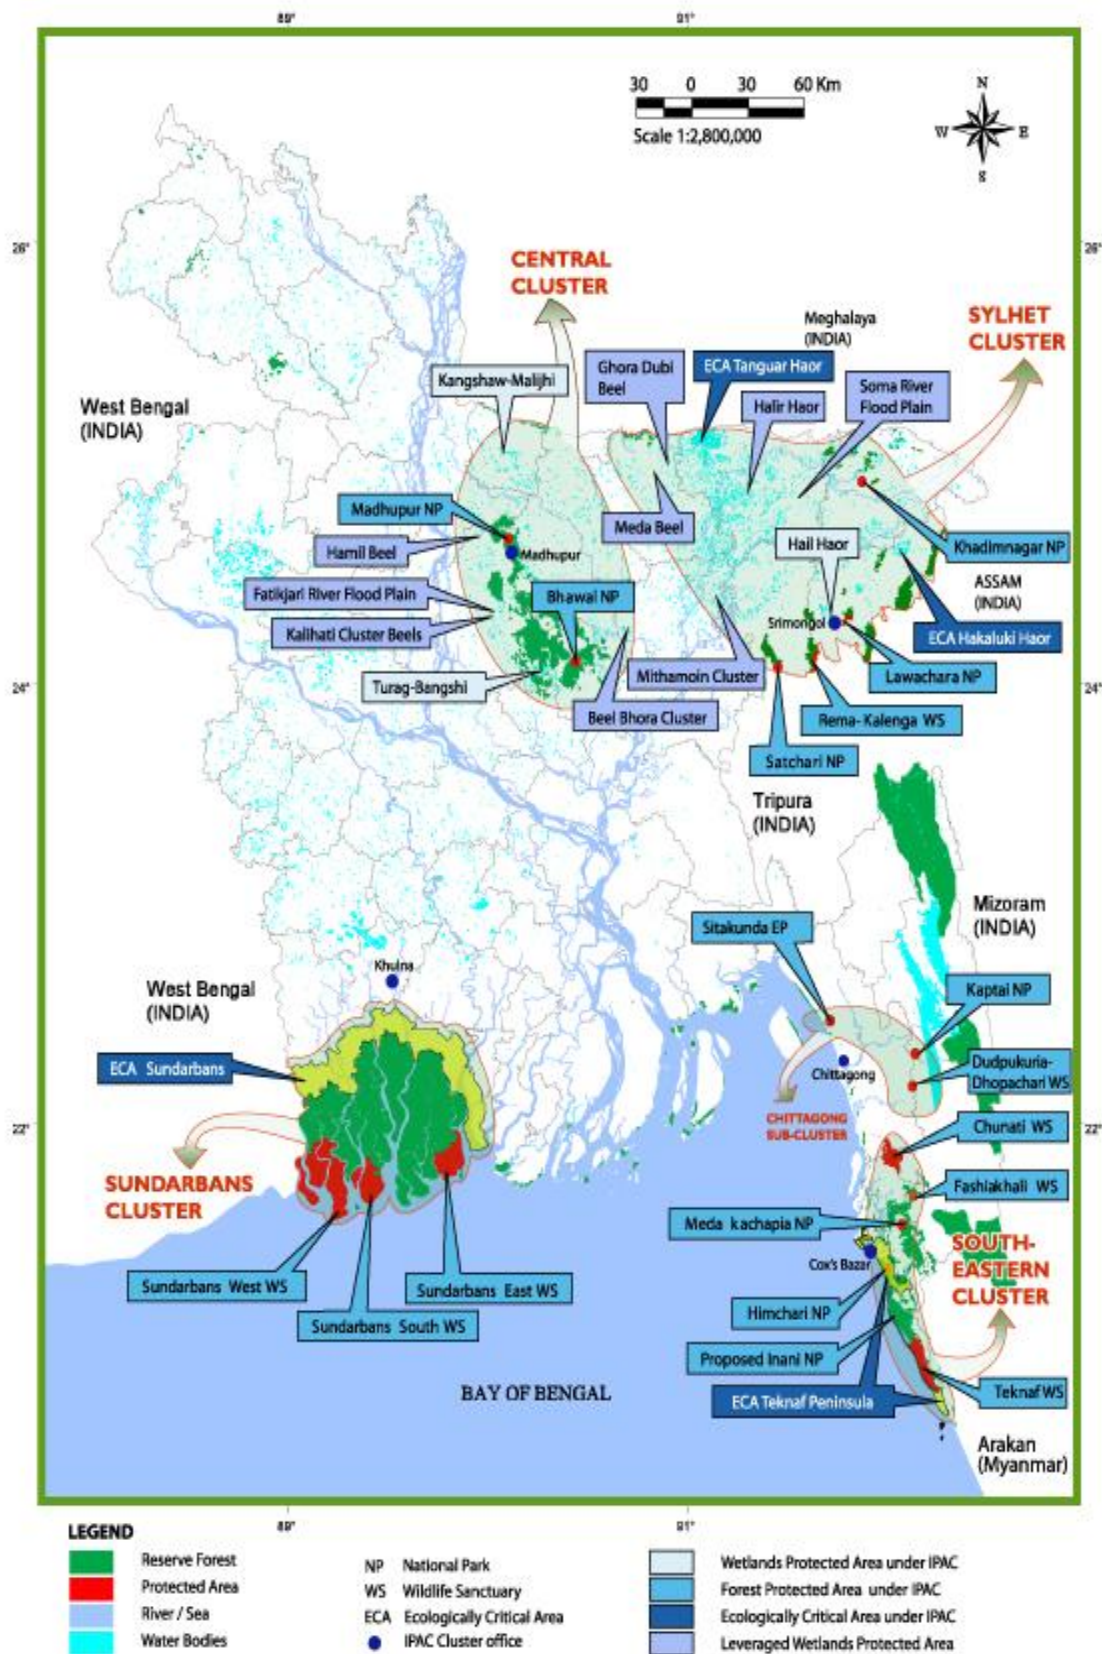 89°
91°
30 0 30 60 Km
Scale 1:2,800,000
N
W E
S
26°
26°
CENTRAL
CLUSTER
Meghalaya
(INDIA)
SYLHET
CLUSTER
Ghora Dubi
Beel
ECA Tanguar Haor
Kangshaw-Malijhi
Halir Haor
Soma River
Flood Plain
West Bengal
(INDIA)
Madhupur NP
Meda Beel
Hamil Beel
Madhupur
Hail Haor
Khadimnagar NP
Fatikjari River Flood Plain
Bhawal NP
ASSAM
(INDIA)
Kalihati Cluster Beels
Srimongol
ECA Hakaluki Haor
Turag-Bangshi
Mithamoin Cluster
Lawachara NP
24°
24°
Beel Bhora Cluster
Rema-Kalenga WS
Satchari NP
Tripura
(INDIA)
Mizoram
(INDIA)
Sitakunda EP
Khulna
West Bengal
(INDIA)
Kaptai NP
ECA Sundarbans
Chittagong
Dudpukuria-
Dhopachari WS
CHITTAGONG
SUB-CLUSTER
22°
22°
Chunati WS
SUNDARBANS
CLUSTER
Fashiakhali WS
Meda kachapia NP
SOUTH-
EASTERN
CLUSTER
Cox's Bazar
Sundarbans West WS
Sundarbans East WS
Himchari NP
Sundarbans South WS
Proposed Inani NP
BAY OF BENGAL
ECA Teknaf Peninsula
Teknaf WS
Arakan
(Myanmar)
89°
91°
LEGEND
Reserve Forest
Protected Area
River / Sea
Water Bodies
NP National Park
WS Wildlife Sanctuary
ECA Ecologically Critical Area
IPAC Cluster office
Wetlands Protected Area under IPAC
Forest Protected Area under IPAC
Ecologically Critical Area under IPAC
Leveraged Wetlands Protected Area